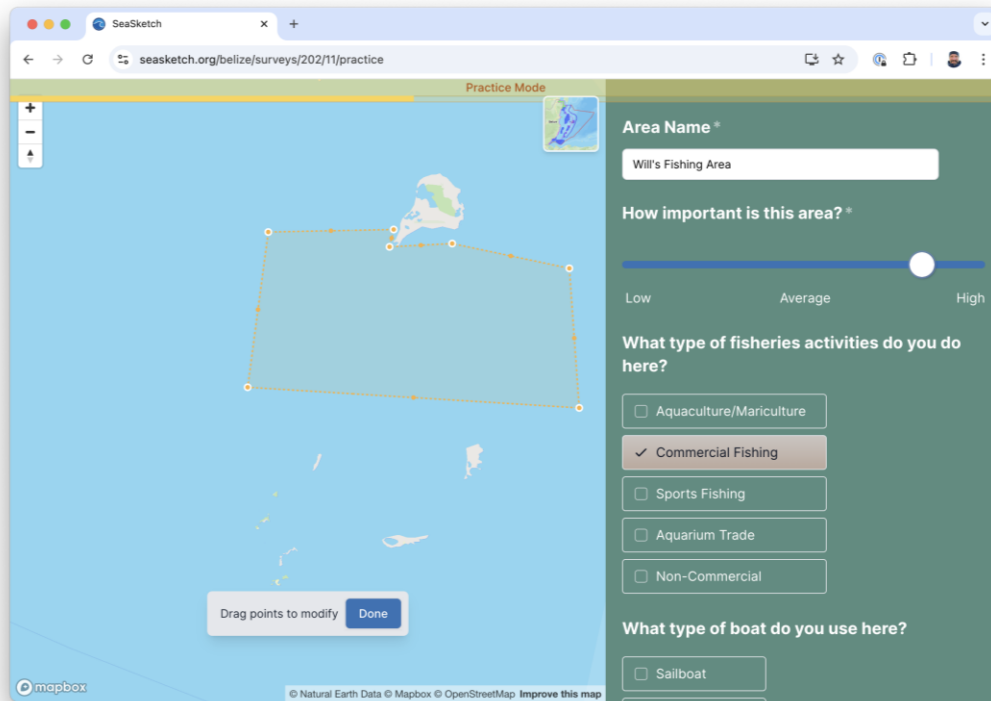 SeaSketch
seasketch.org/belize/surveys/202/11/practice
Practice Mode
Area Name*
Will's Fishing Area
How important is this area?*
Low Average High
What type of fisheries activities do you do
here?
Aquaculture/Mariculture
Commercial Fishing
Sports Fishing
Aquarium Trade
Non-Commercial
What type of boat do you use here?
Sailboat
Drag points to modify Done
mapbox
© Natural Earth Data © Mapbox © OpenStreetMap Improve this map